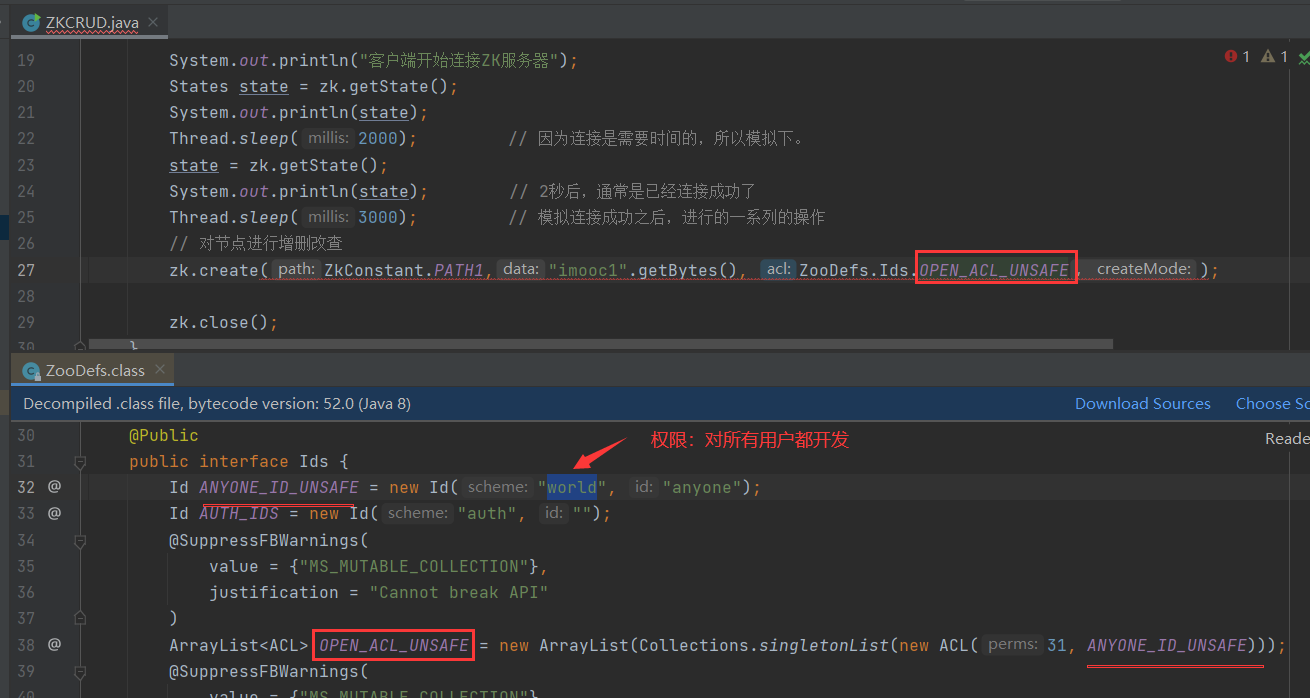 ZKCRUD.java
19 System.out.println("客户端开始连接ZK服务器");
1 1
20 States state = zk.getState();
21 System.out.println(state);
22 Thread.sleep( millis: 2000); // 因为连接是需要时间的，所以模拟下。
23 state = zk.getState();
24 System.out.println(state); // 2秒后，通常是已经连接成功了
25 Thread.sleep( millis: 3000); // 模拟连接成功之后，进行的一系列的操作
26 // 对节点进行增删改查
27 zk.create( path: ZkConstant.PATH1, data: "imooc1".getBytes(), acl: ZooDefs.Ids.OPEN_ACL_UNSAFE, createMode: );
28
29 zk.close();
30 }
ZooDefs.class
Decompiled .class file, bytecode version: 52.0 (Java 8) Download Sources Choose So
30 @Public
权限：对所有用户都开发
Reade
31 public interface Ids {
32 @ Id ANYONE_ID_UNSAFE = new Id( scheme: "world", id: "anyone");
33 @ Id AUTH_IDS = new Id( scheme: "auth", id: "");
34 @SuppressFBWarnings(
35 value = {"MS_MUTABLE_COLLECTION"},
36 justification = "Cannot break API"
37 )
38 @ ArrayList<ACL> OPEN_ACL_UNSAFE = new ArrayList(Collections.singletonList(new ACL( perms: 31, ANYONE_ID_UNSAFE)));
39 @SuppressFBWarnings(
40 value = {"MS_MUTABLE_COLLECTION"}